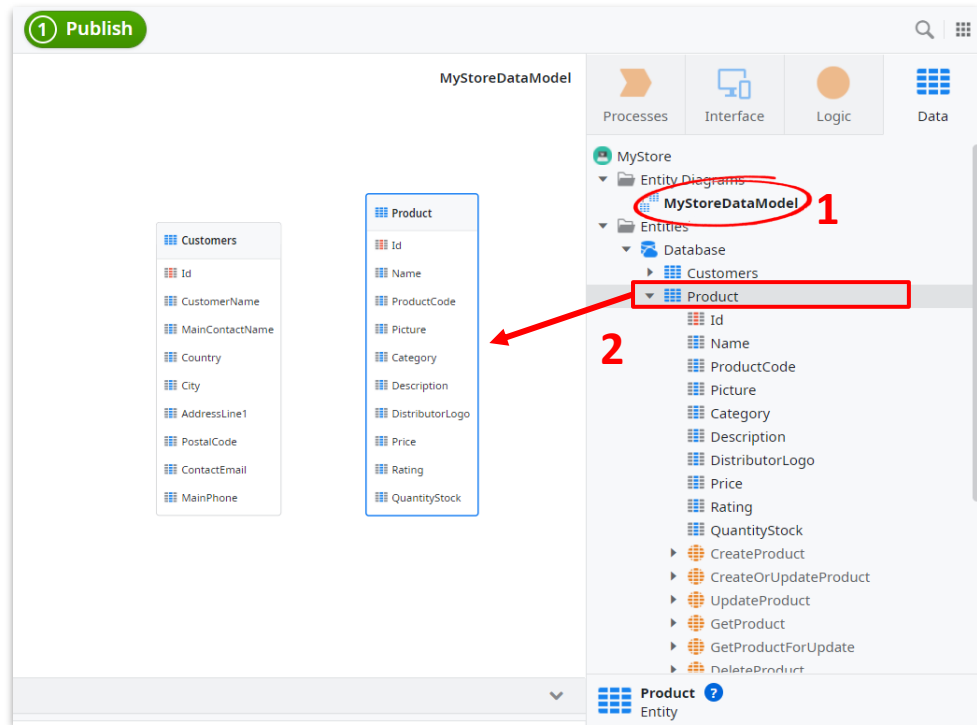 1 Publish
MyStoreDataModel
Customers
Id
CustomerName
MainContactName
Country
City
AddressLine1
PostalCode
ContactEmail
MainPhone
Product
Id
Name
ProductCode
Picture
Category
Description
DistributorLogo
Price
Rating
QuantityStock
Processes
Interface
Logic
Data
MyStore
Entity Diagrams
MyStoreDataModel
1
Entities
Database
Customers
Product
2
Id
Name
ProductCode
Picture
Category
Description
DistributorLogo
Price
Rating
QuantityStock
CreateProduct
CreateOrUpdateProduct
UpdateProduct
GetProduct
GetProductForUpdate
DeleteProduct
Product ?
Entity